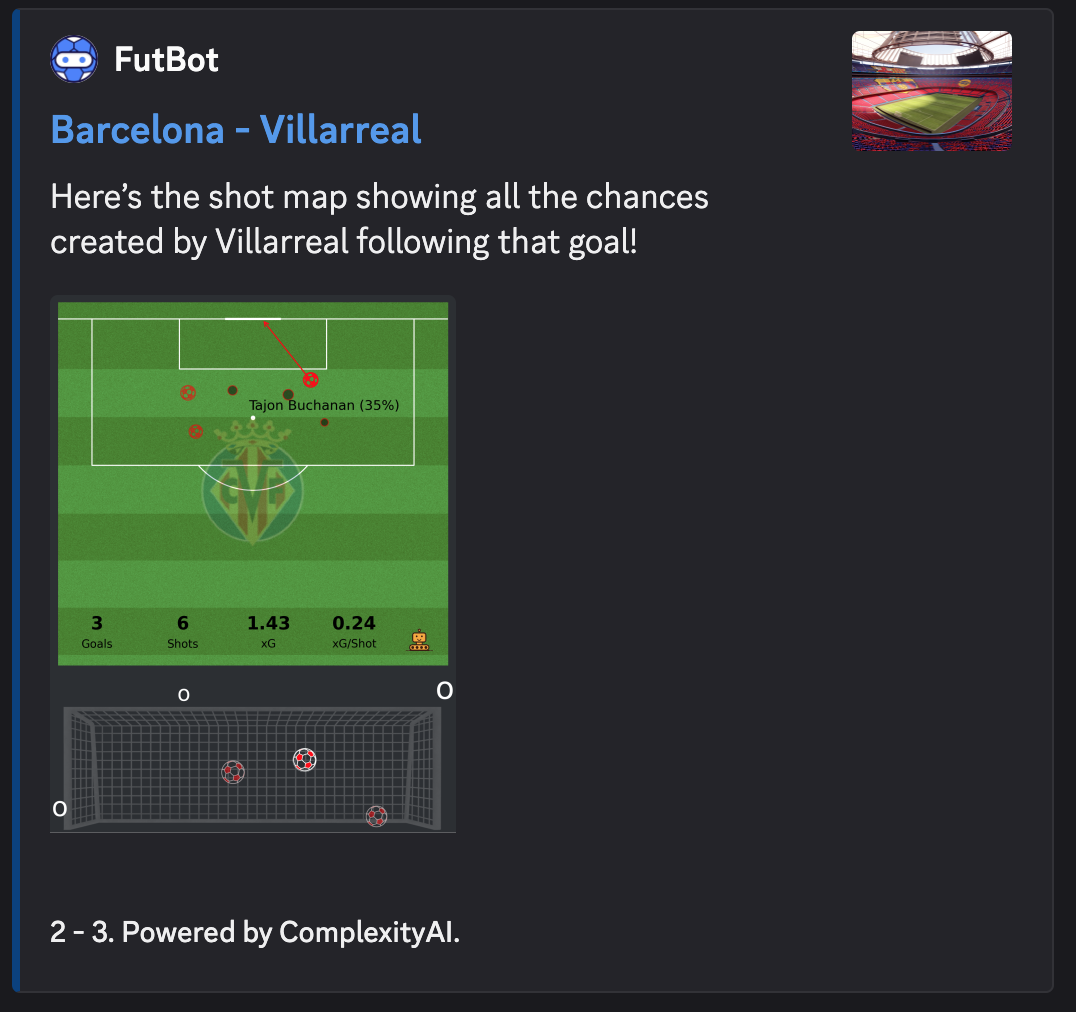 FutBot
Barcelona - Villarreal
Here's the shot map showing all the chances
created by Villarreal following that goal!
Tajon Buchanan (35%)
3 6 1.43 0.24
Goals Shots xG xG/Shot
2 - 3. Powered by ComplexityAI.